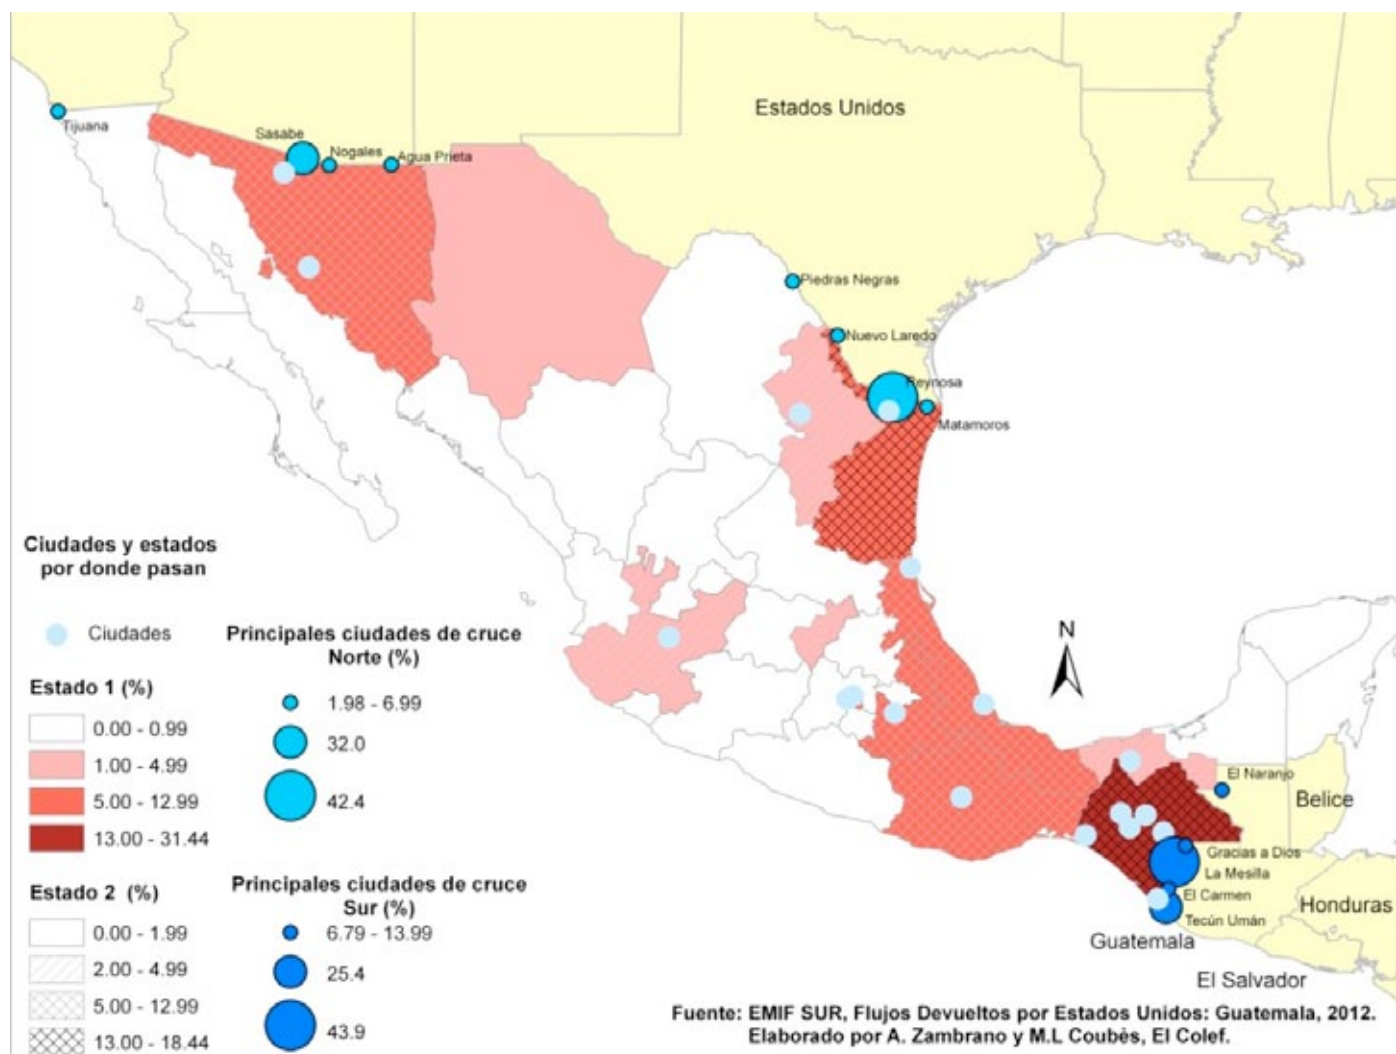 Estados Unidos
Tijuana
Sasabe
Nogales
Agua Prieta
Piedras Negras
Nuevo Laredo
Reynosa
Matamoros
N
El Naranjo
Belice
Gracias a Dios
La Mesilla
El Carmen
Tecún Umán
Honduras
Guatemala
El Salvador
Ciudades y estados
por donde pasan
Ciudades
Estado 1 (%)
0.00 - 0.99
1.00 - 4.99
5.00 - 12.99
13.00 - 31.44
Estado 2 (%)
0.00 - 1.99
2.00 - 4.99
5.00 - 12.99
13.00 - 18.44
Principales ciudades de cruce
Norte (%)
1.98 - 6.99
32.0
42.4
Principales ciudades de cruce
Sur (%)
6.79 - 13.99
25.4
43.9
Fuente: EMIF SUR, Flujos Devueltos por Estados Unidos: Guatemala, 2012.
Elaborado por A. Zambrano y M.L Coubès, El Colef.